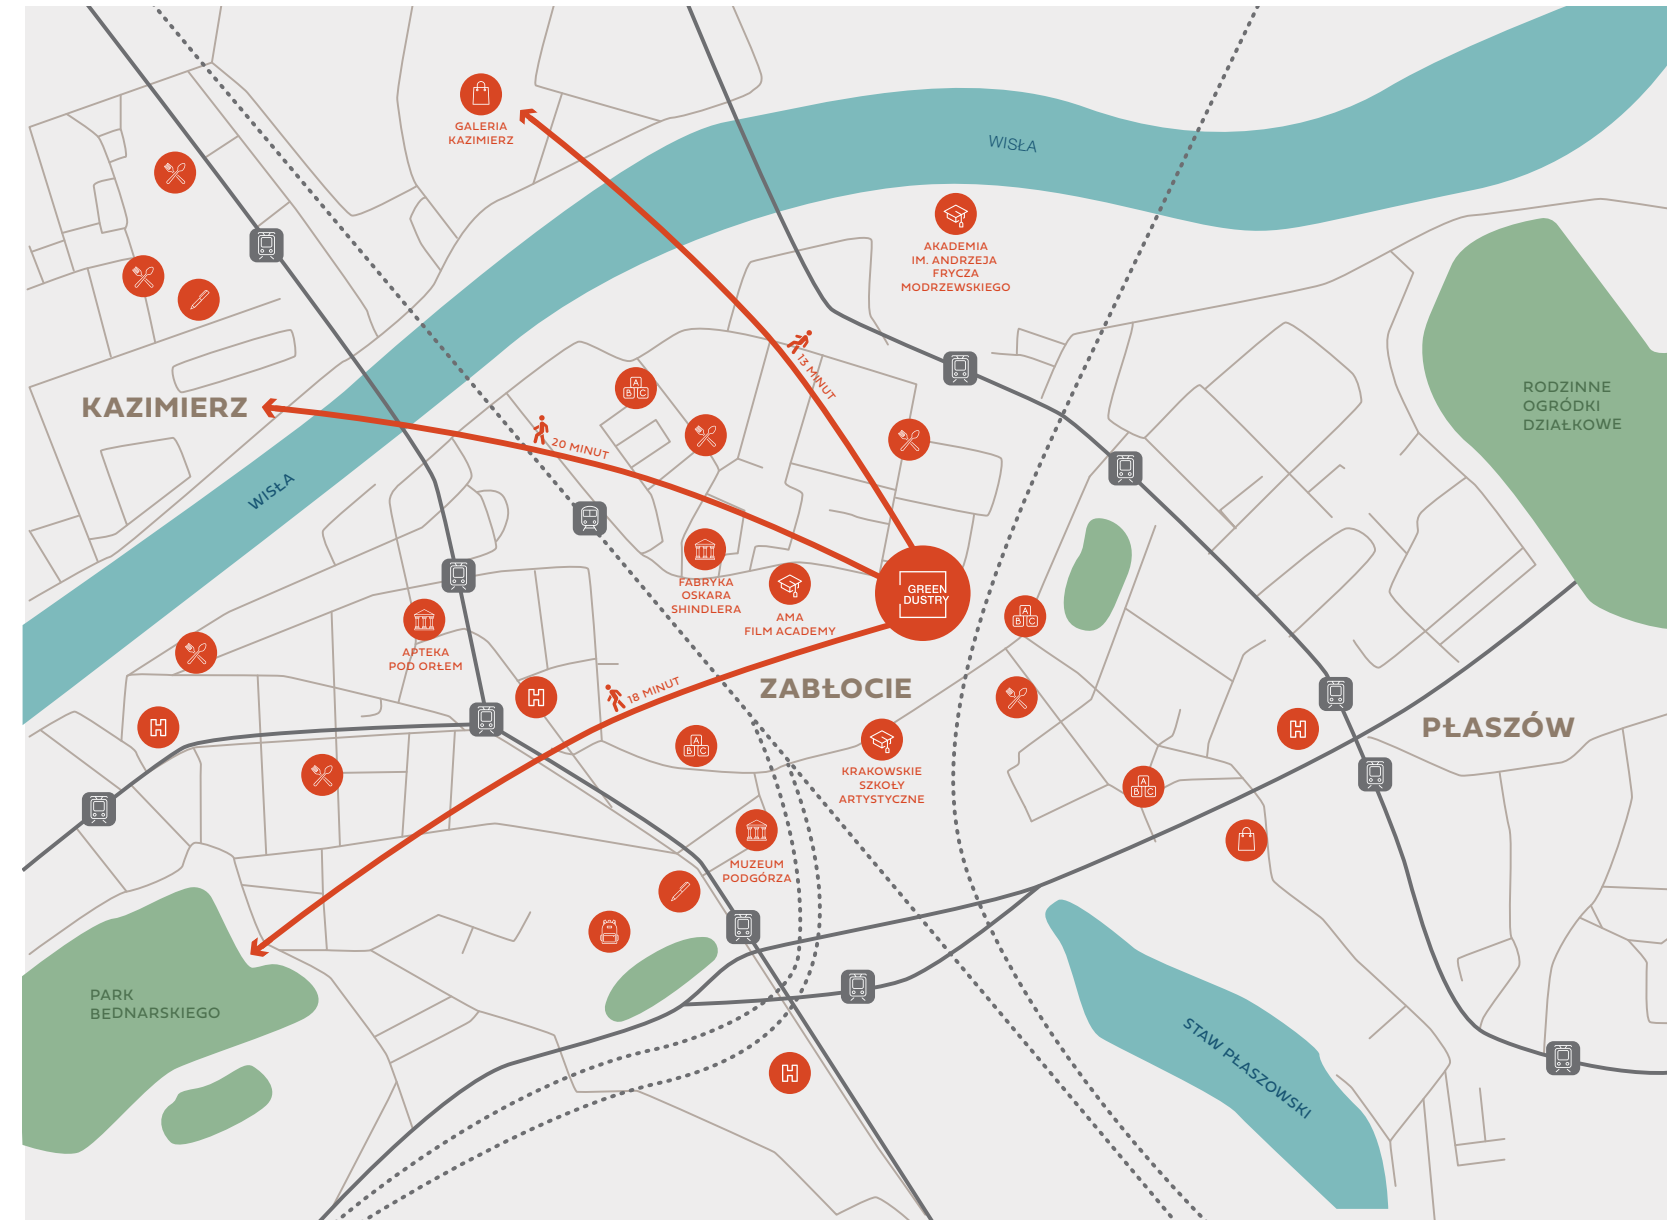 GALERIA
KAZIMIERZ
WISŁA
AKADEMIA
IM. ANDRZEJA
FRYCZA
MODRZEWSKIEGO
13 MINUT
RODZINNE
OGRÓDKI
DZIAŁKOWE
KAZIMIERZ
A
B C
20 MINUT
WISŁA
FABRYKA
OSKARA
SHINDLERA
AMA
FILM ACADEMY
GREEN
DUSTRY
A
B C
APTEKA
POD ORŁEM
18 MINUT
ZABŁOCIE
H
H
H
PŁASZÓW
A
B C
KRAKOWSKIE
SZKOŁY
ARTYSTYCZNE
A
B C
MUZEUM
PODGÓRZA
PARK
BEDNARSKIEGO
STAW PŁASZOWSKI
H